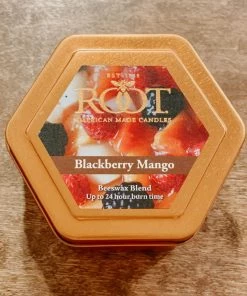 ROOT
AMERICAN MADE CANDLES
Blackberry Mango
Beeswax Blend
Up to 24 hour burn time